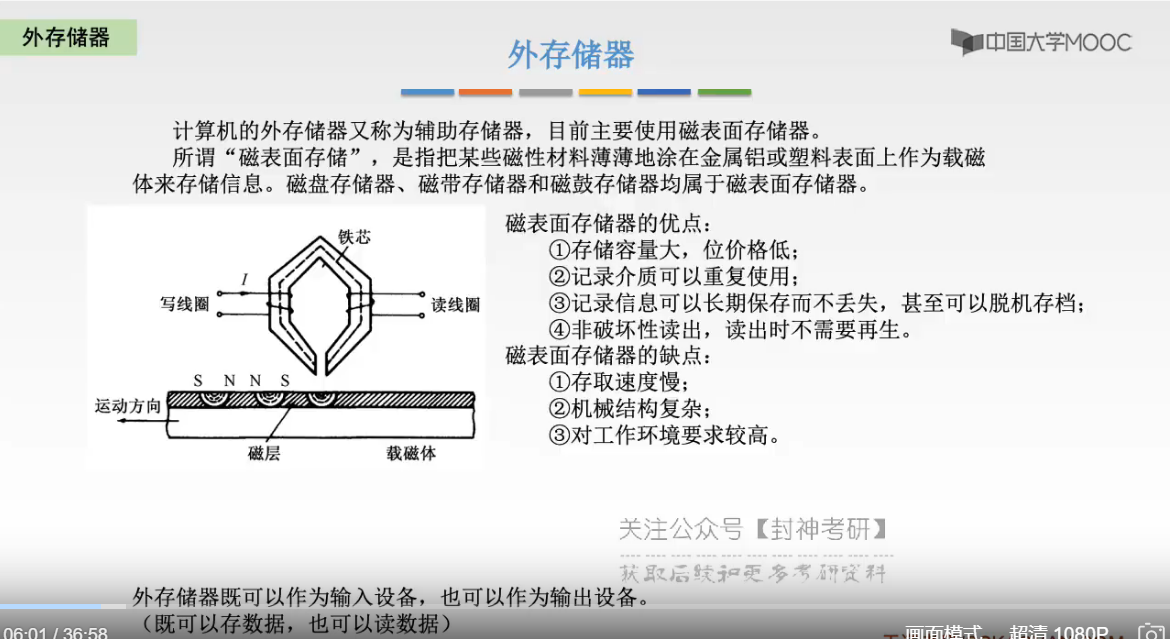 外存储器
中国大学MOOC
外存储器
计算机的外存储器又称为辅助存储器，目前主要使用磁表面存储器。
所谓“磁表面存储”，是指把某些磁性材料薄薄地涂在金属铝或塑料表面上作为载磁
体来存储信息。磁盘存储器、磁带存储器和磁鼓存储器均属于磁表面存储器。
铁芯
I
写线圈
读线圈
S N N S
运动方向
磁层
载磁体
磁表面存储器的优点：
①存储容量大，位价格低；
②记录介质可以重复使用；
③记录信息可以长期保存而不丢失，甚至可以脱机存档；
④非破坏性读出，读出时不需要再生。
磁表面存储器的缺点：
①存取速度慢；
②机械结构复杂；
③对工作环境要求较高。
关注公众号【封神考研】
获取后续和更多考研资料
外存储器既可以作为输入设备，也可以作为输出设备。
（既可以存数据，也可以读数据）
06:01 / 36:58
画面模式
超清 1080P